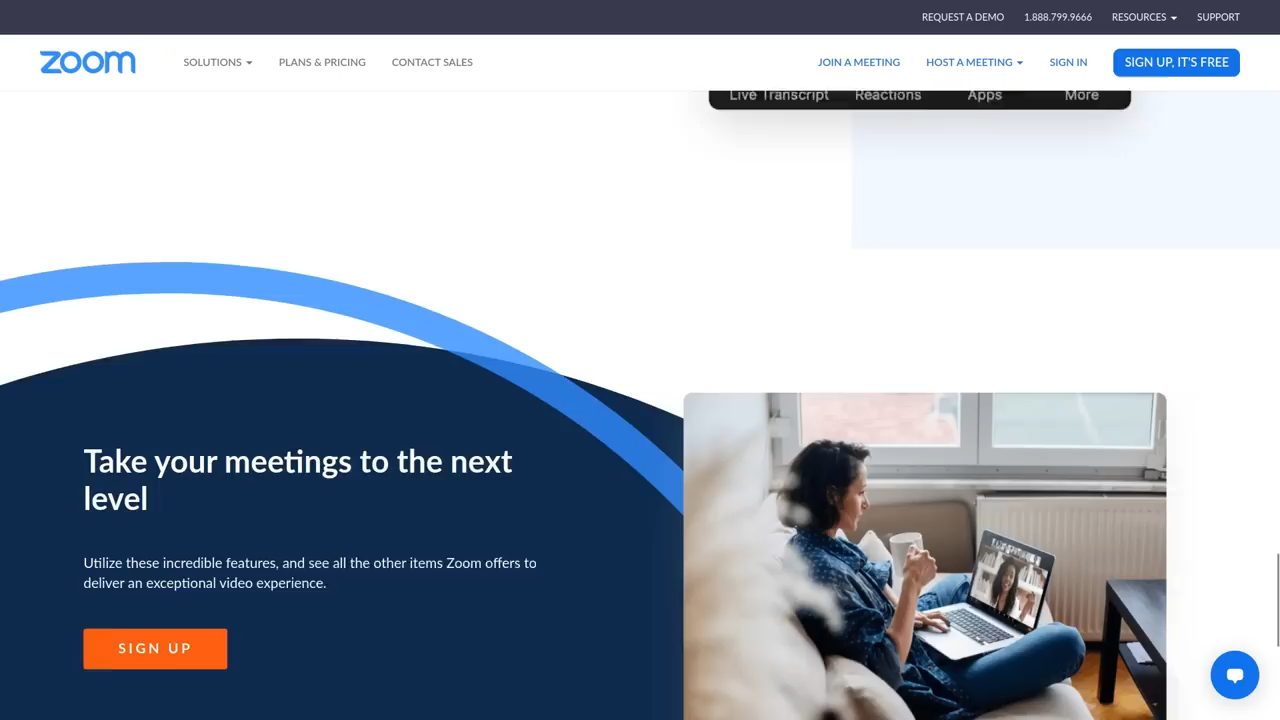 REQUEST A DEMO 1.888.799.9666 RESOURCES SUPPORT
zoom SOLUTIONS PLANS & PRICING CONTACT SALES JOIN A MEETING HOST A MEETING SIGN IN SIGN UP, IT'S FREE
Live Transcript Reactions Apps More
Take your meetings to the next
level
Utilize these incredible features, and see all the other items Zoom offers to
deliver an exceptional video experience.
SIGN UP